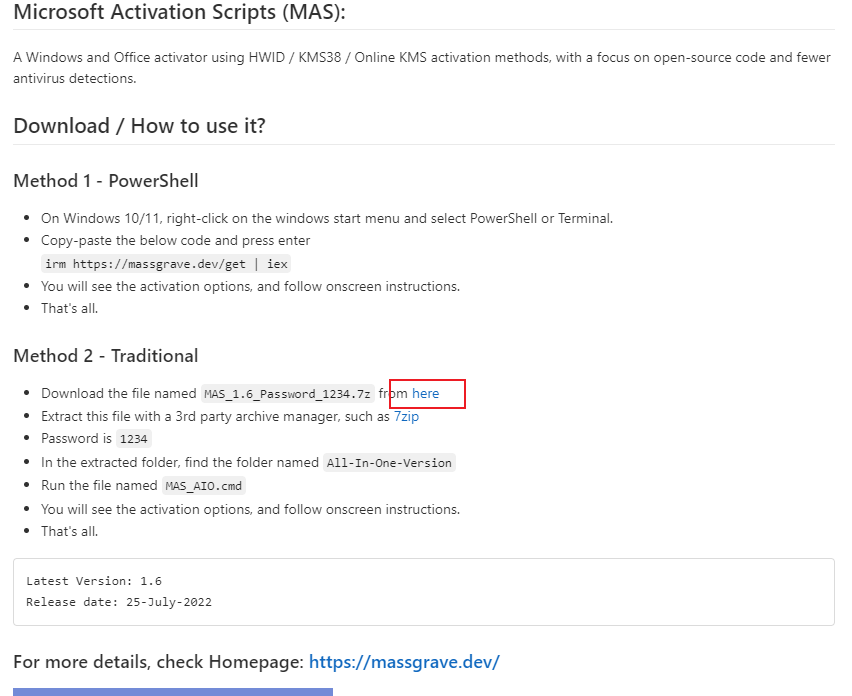 Microsoft Activation Scripts (MAS):
A Windows and Office activator using HWID / KMS38 / Online KMS activation methods, with a focus on open-source code and fewer
antivirus detections.
Download / How to use it?
Method 1 - PowerShell
On Windows 10/11, right-click on the windows start menu and select PowerShell or Terminal.
Copy-paste the below code and press enter
irm https://massgrave.dev/get | iex
You will see the activation options, and follow onscreen instructions.
That's all.
Method 2 - Traditional
Download the file named MAS_1.6_Password_1234.7z from here
Extract this file with a 3rd party archive manager, such as 7zip
Password is 1234
In the extracted folder, find the folder named All-In-One-Version
Run the file named MAS_AIO.cmd
You will see the activation options, and follow onscreen instructions.
That's all.
Latest Version: 1.6
Release date: 25-July-2022
For more details, check Homepage: https://massgrave.dev/